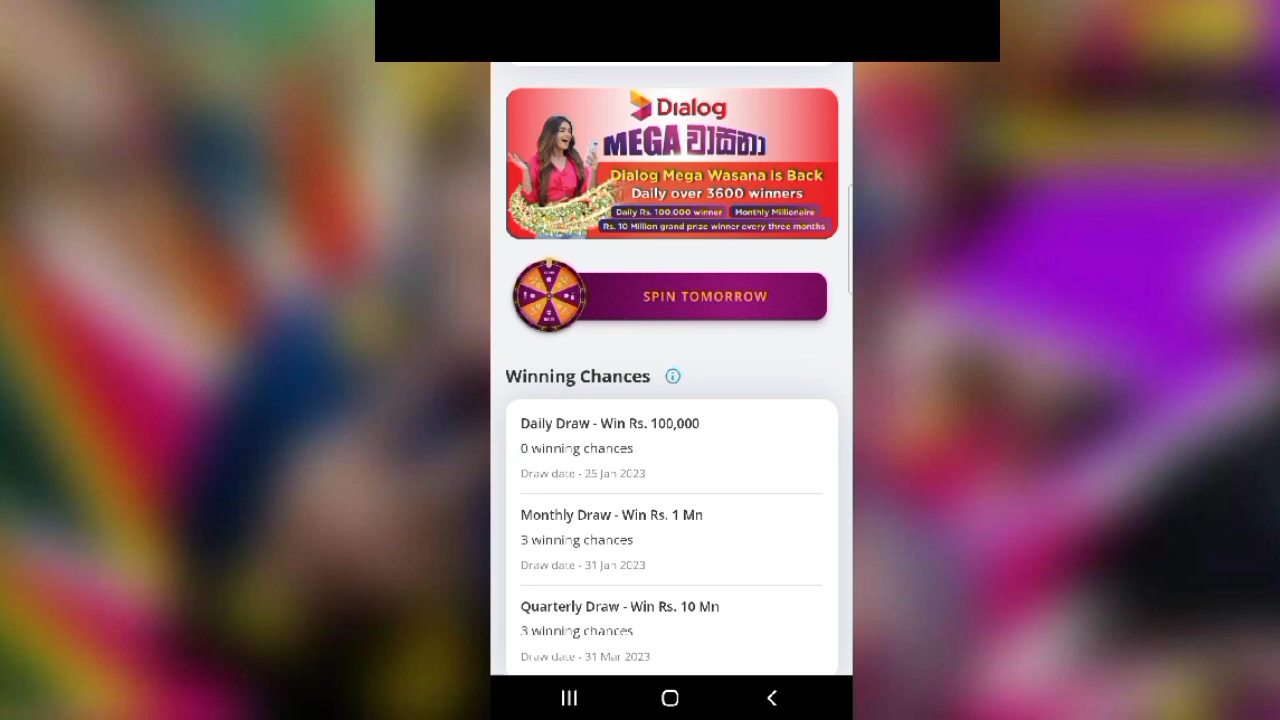 Dialog
MEGA වාසනා
Dialog Mega Wasana is Back
Daily over 3600 winners
Daily Rs. 100,000 winner Monthly Millionaire
Rs. 10 Million grand prize winner every three months
SPIN TOMORROW
Winning Chances
Daily Draw - Win Rs. 100,000
0 winning chances
Draw date - 25 Jan 2023
Monthly Draw - Win Rs. 1 Mn
3 winning chances
Draw date - 31 Jan 2023
Quarterly Draw - Win Rs. 10 Mn
3 winning chances
Draw date - 31 Mar 2023